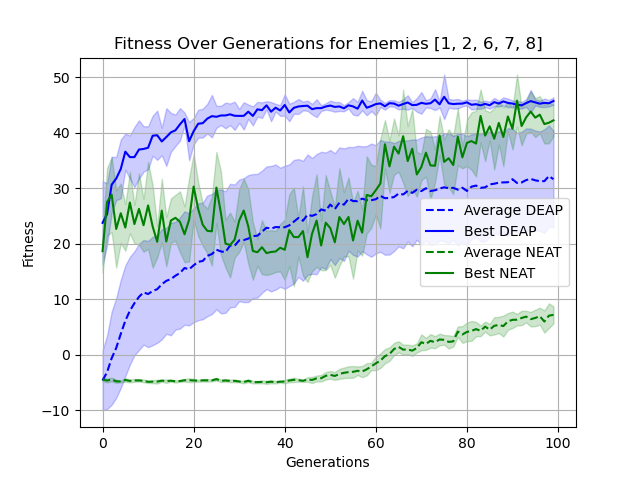 Fitness Over Generations for Enemies [1, 2, 6, 7, 8]
50
40
30
20
10
0
−10
Fitness
Average DEAP
Best DEAP
Average NEAT
Best NEAT
0 20 40 60 80 100
Generations